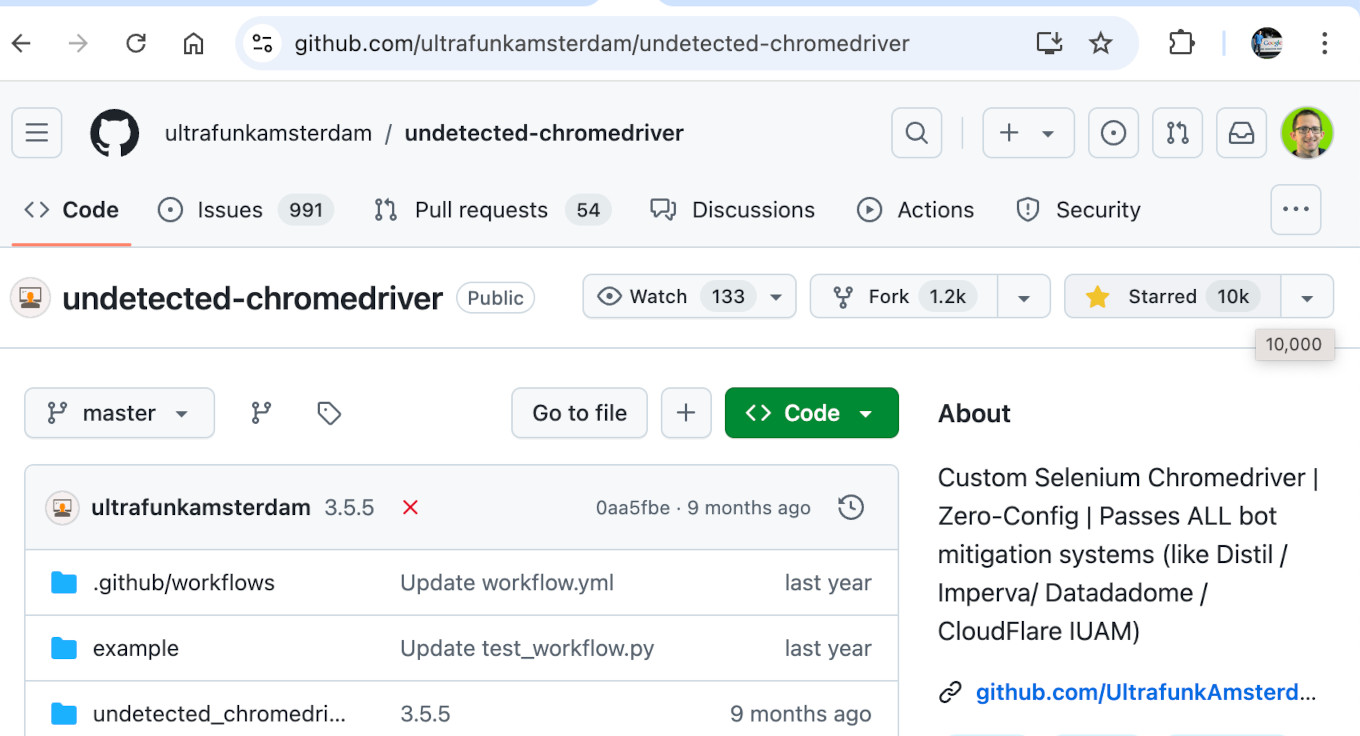 github.com/ultrafunkamsterdam/undetected-chromedriver
ultrafunkamsterdam / undetected-chromedriver
Code Issues 991 Pull requests 54 Discussions Actions Security
undetected-chromedriver Public Watch 133 Fork 1.2k Starred 10k
10,000
master Go to file Code
ultrafunkamsterdam 3.5.5 0aa5fbe · 9 months ago
.github/workflows Update workflow.yml last year
example Update test_workflow.py last year
undetected_chromedri... 3.5.5 9 months ago
About
Custom Selenium Chromedriver |
Zero-Config | Passes ALL bot
mitigation systems (like Distil /
Imperva/ Datadadome /
CloudFlare IUAM)
github.com/UltrafunkAmsterd...